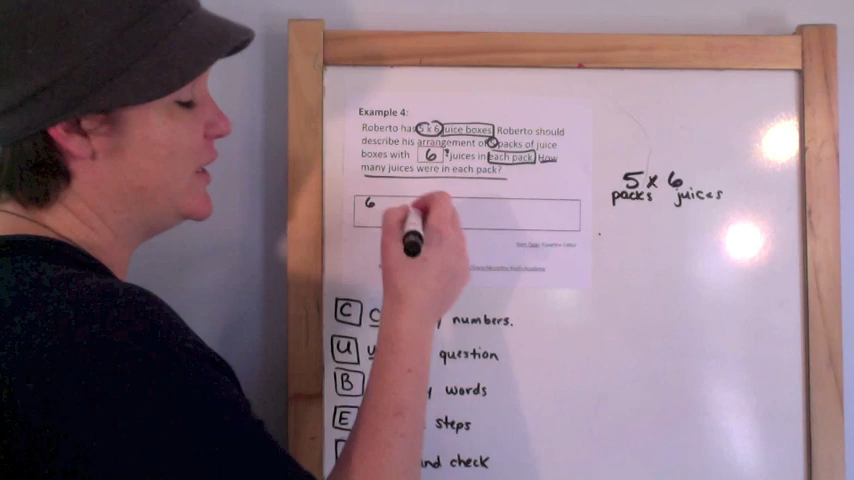 Example 4:
Roberto has 5 x 6 juice boxes. Roberto should
describe his arrangement of 5 packs of juice
boxes with 6 ? juices in each pack. How
many juices were in each pack?
5 x 6
packs juices
6
C numbers.
U question
B words
E steps
and check